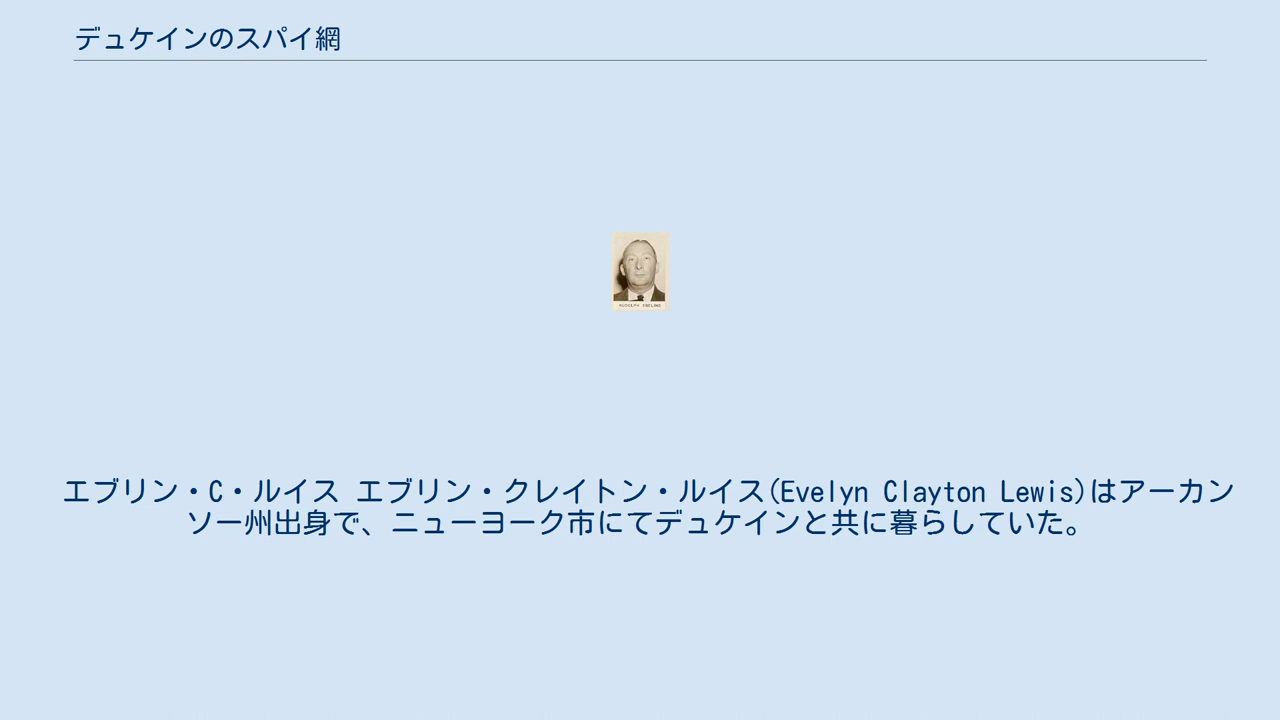 デュケインのスパイ網
RUDOLPH EBELING
エブリン・C・ルイス エブリン・クレイトン・ルイス(Evelyn Clayton Lewis)はアーカン
ソー州出身で、ニューヨーク市にてデュケインと共に暮らしていた。